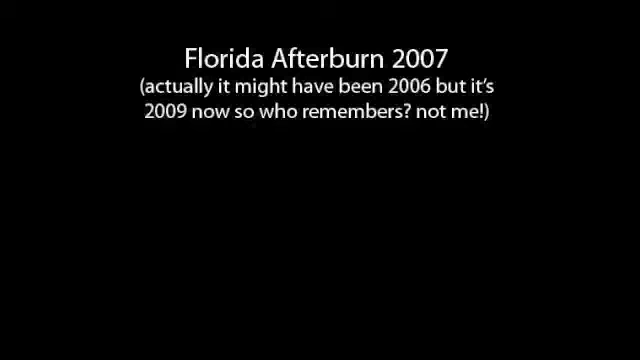 Florida Afterburn 2007
(actually it might have been 2006 but it's
2009 now so who remembers? not me!)